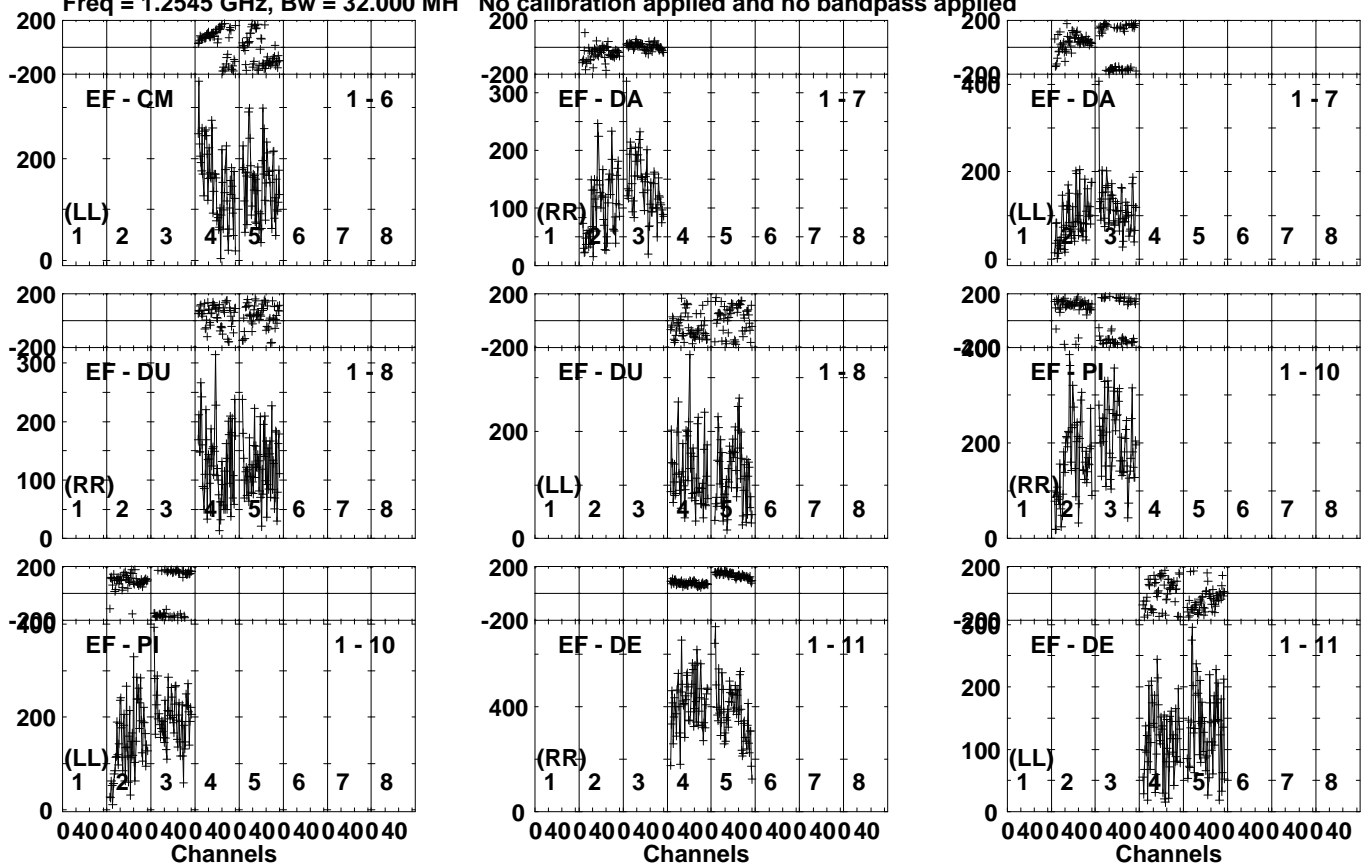 Freq = 1.2545 GHz, Bw = 32.000 MH No calibration applied and no bandpass applied
200 200 200
-200 -200 -200
EF - CM 1 - 6 300 EF - DA 1 - 7 400 EF - DA 1 - 7
200 200 200
100
(LL) (RR) (LL)
1 2 3 4 5 6 7 8 1 2 3 4 5 6 7 8 1 2 3 4 5 6 7 8
0 0 0
200 200 200
-200 -200 -200
300 EF - DU 1 - 8 EF - DU 1 - 8 400 EF - PI 1 - 10
200 200 200
100
(RR) (LL) (RR)
1 2 3 4 5 6 7 8 1 2 3 4 5 6 7 8 1 2 3 4 5 6 7 8
0 0 0
200 200 200
-200 -200 -200
400 EF - PI 1 - 10 EF - DE 1 - 11 300 EF - DE 1 - 11
200 400 200
100
(LL) (RR) (LL)
1 2 3 4 5 6 7 8 1 2 3 4 5 6 7 8 1 2 3 4 5 6 7 8
0 0 0
0 40 0 40 0 40 0 40 0 40 0 40 0 40 0 40 0 40 0 40 0 40 0 40 0 40 0 40 0 40 0 40 0 40 0 40 0 40 0 40 0 40 0 40 0 40 0 40
Channels Channels Channels